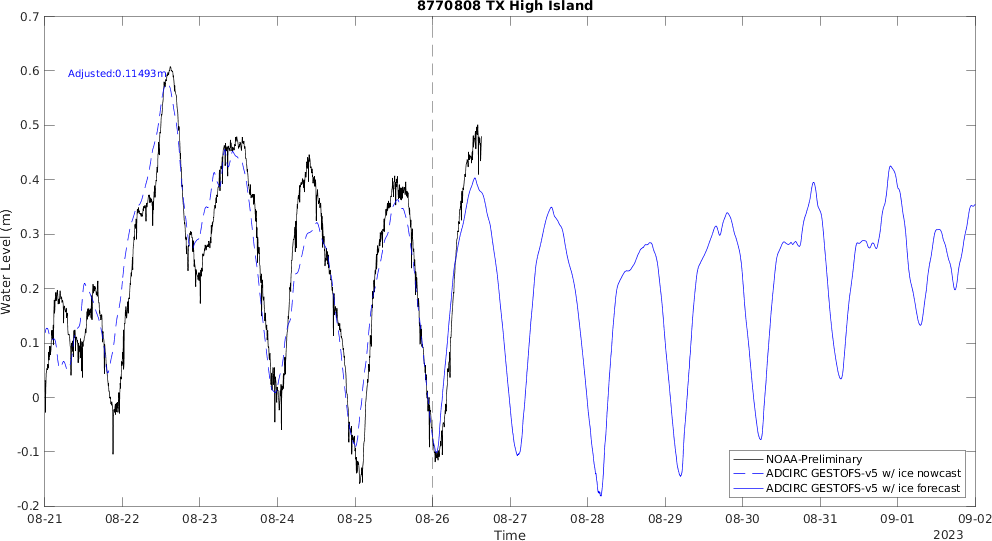 8770808 TX High Island
Adjusted:0.11493m
Water Level (m)
0.7
0.6
0.5
0.4
0.3
0.2
0.1
0
-0.1
-0.2
NOAA-Preliminary
ADCIRC GESTOFS-v5 w/ ice nowcast
ADCIRC GESTOFS-v5 w/ ice forecast
08-21 08-22 08-23 08-24 08-25 08-26 08-27 08-28 08-29 08-30 08-31 09-01 09-02
Time
2023